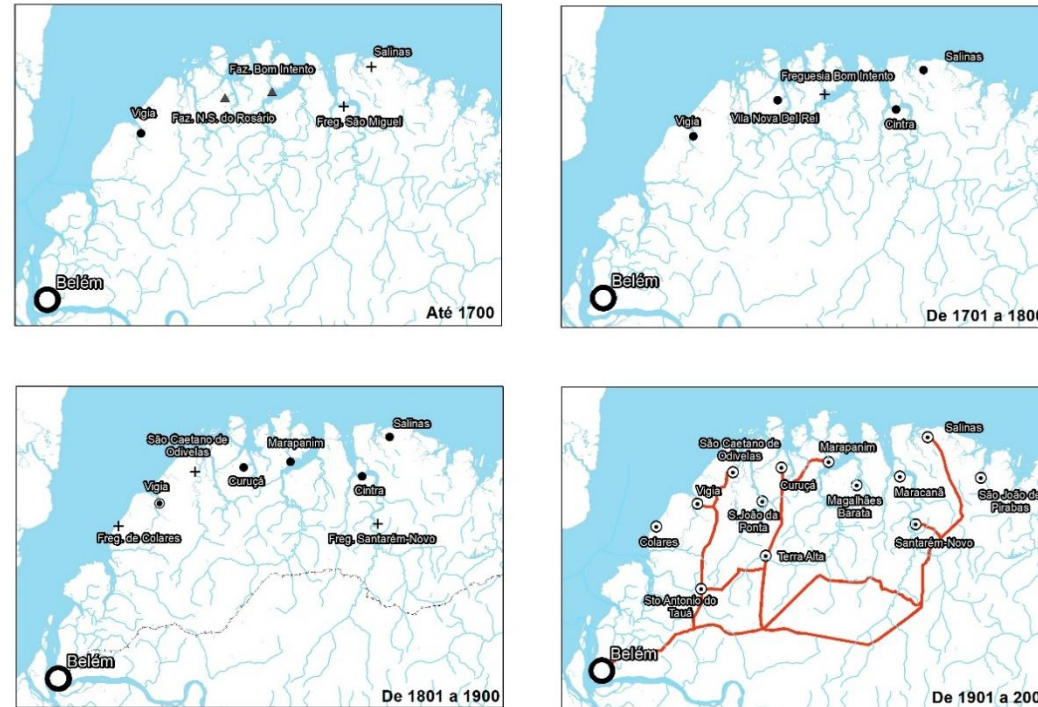 Salinas
Faz. Bom Intento
Faz. N.S. do Rosário
Freg. São Miguel
Vigia
Belém
Até 1700
Salinas
Freguesia Bom Intento
Vila Nova Del Rei
Cintra
Vigia
Belém
De 1701 a 1800
Salinas
São Caetano de
Odivelas
Marapanim
Curuçá
Cintra
Vigia
Freg. de Colares
Freg. Santarém-Novo
Belém
De 1801 a 1900
Salinas
São Caetano de
Odivelas
Marapanim
Curuçá
Vigia
Magalhães
Barata
Maracanã
São João de
Pirabas
S.João da
Ponta
Colares
Santarém-Novo
Terra Alta
Sto Antonio do
Tauá
Belém
De 1901 a 200